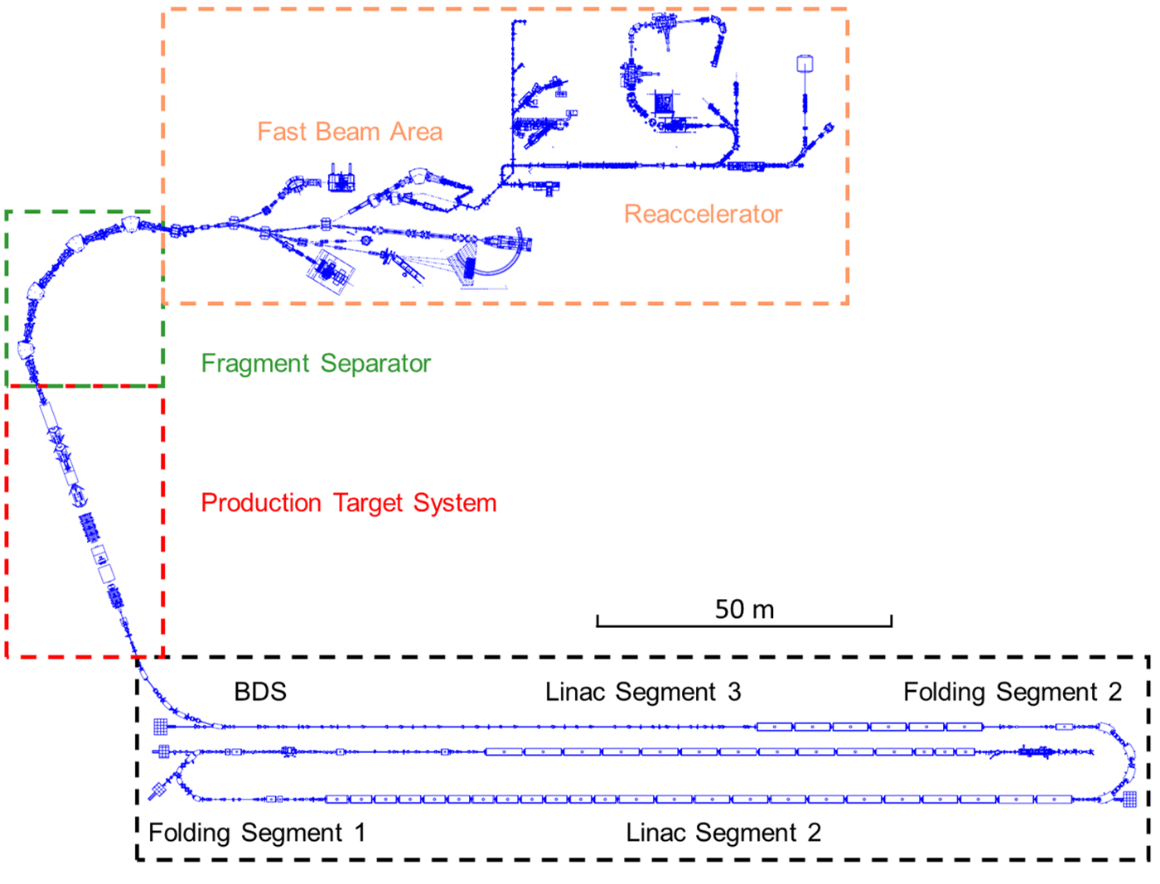 Fast Beam Area
Reaccelerator
Fragment Separator
Production Target System
50 m
BDS
Linac Segment 3
Folding Segment 2
Folding Segment 1
Linac Segment 2